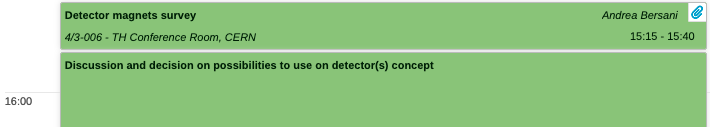 Detector magnets survey
Andrea Bersani
4/3-006 - TH Conference Room, CERN
15:15 - 15:40
Discussion and decision on possibilities to use on detector(s) concept
16:00